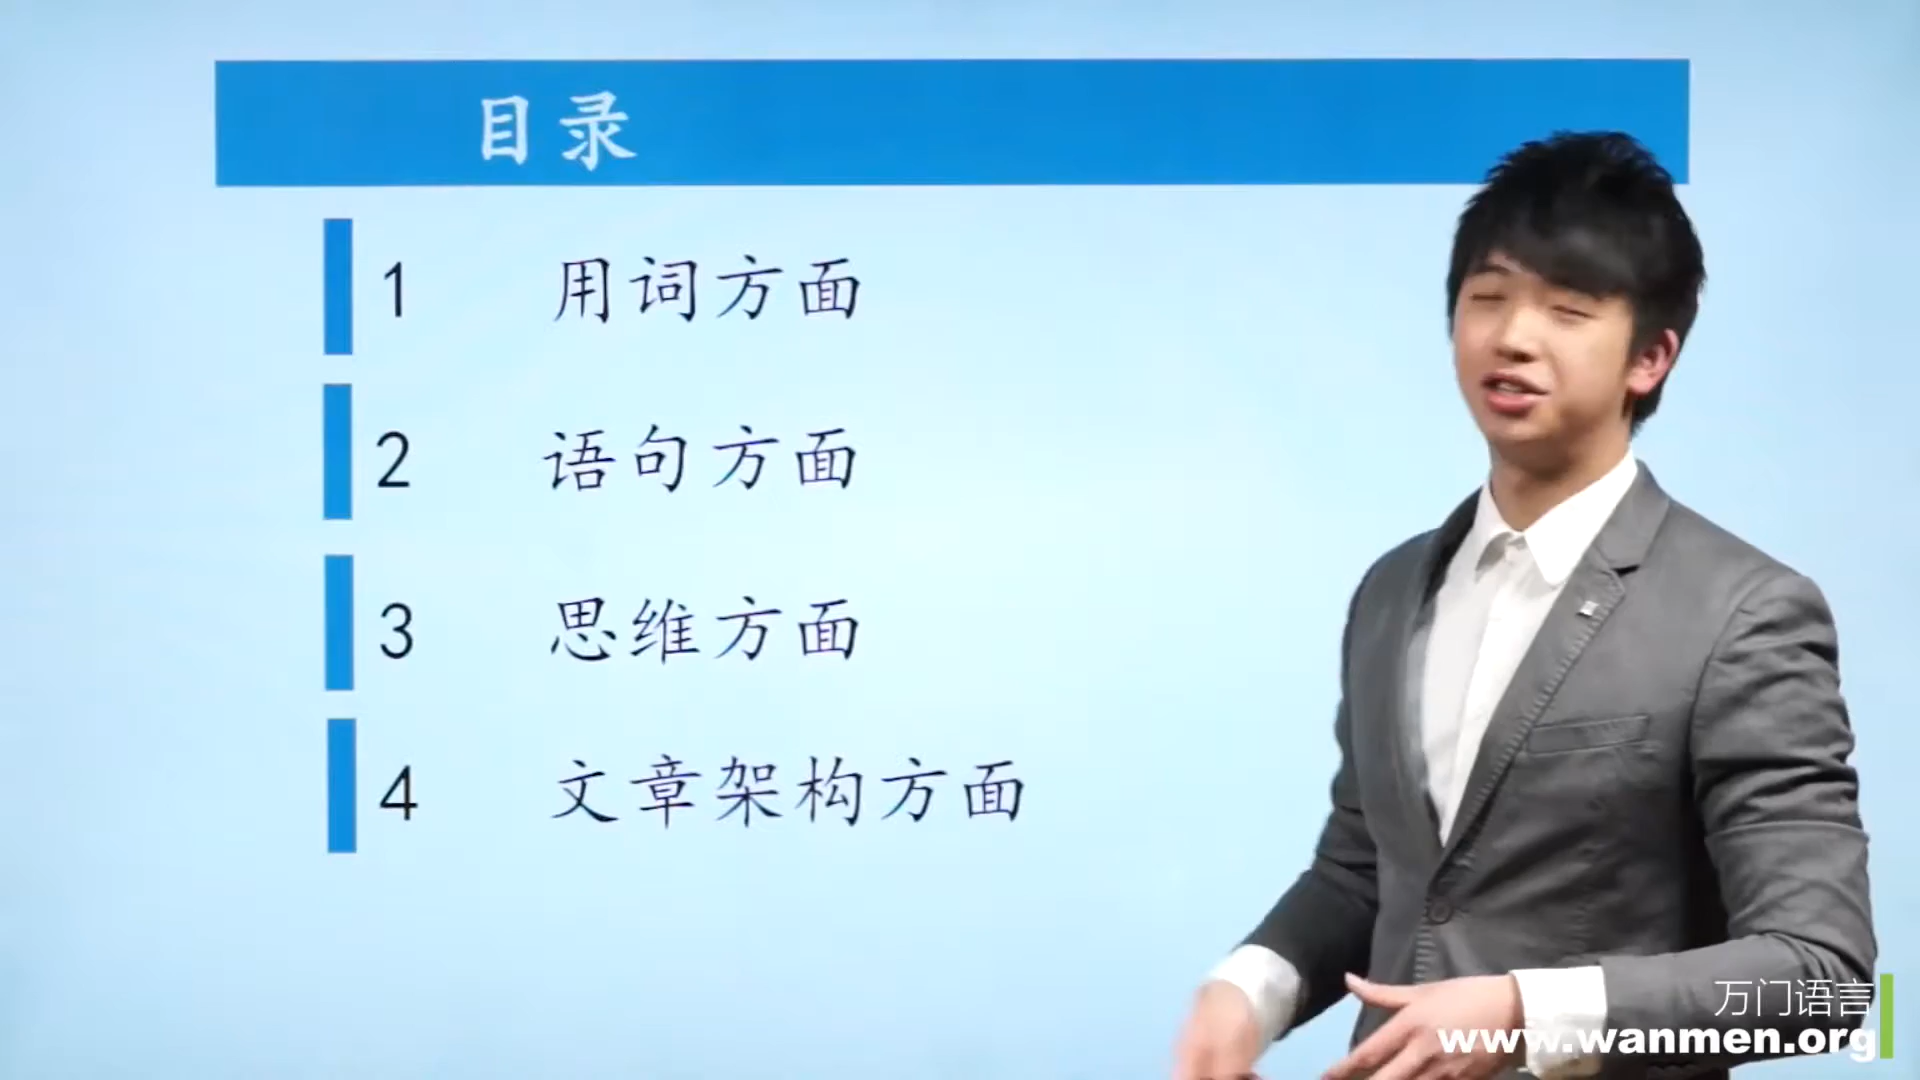 目录
1 用词方面
2 语句方面
3 思维方面
4 文章架构方面
万门语言
www.wanmen.org